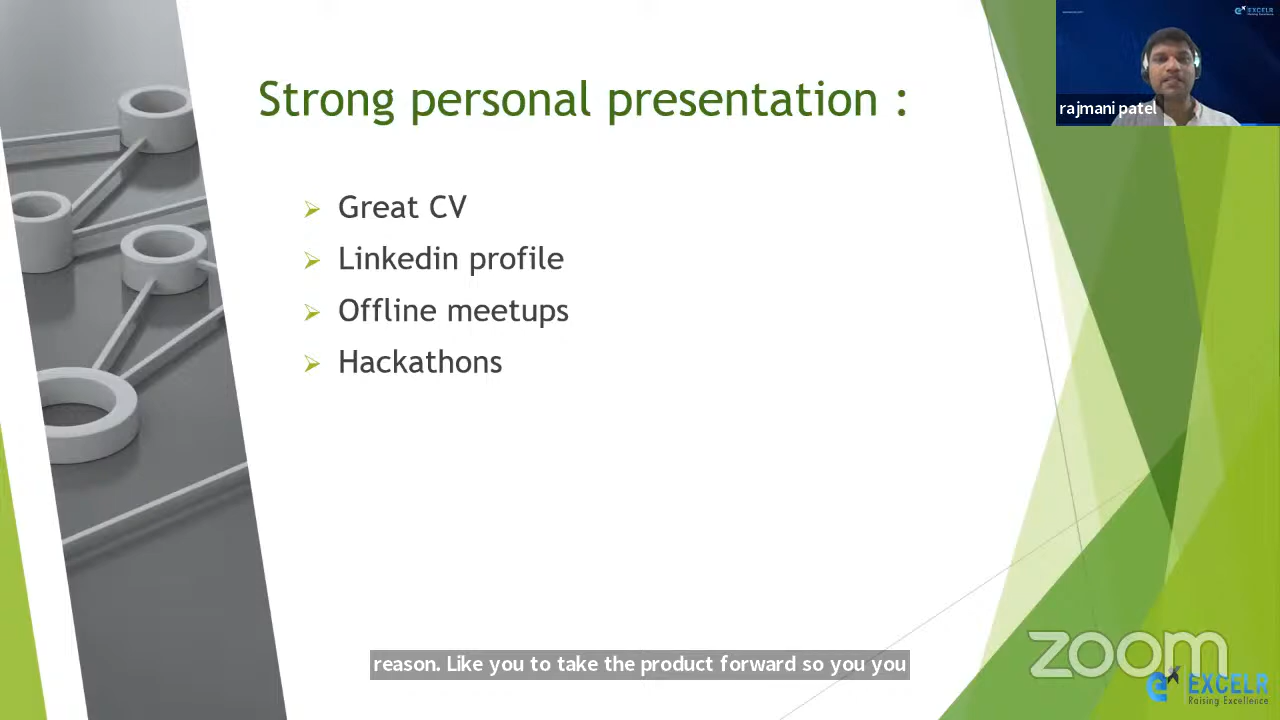 Strong personal presentation :
Great CV
Linkedin profile
Offline meetups
Hackathons
EXCELR
rajmani patel
reason. Like you to take the product forward so you you
zoom
EXCELR
Raising Excellence